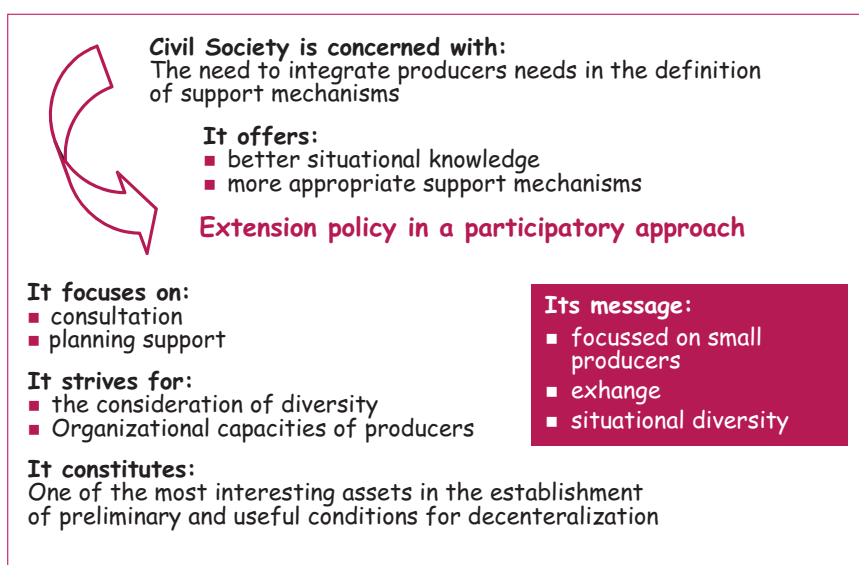 Civil Society is concerned with:
The need to integrate producers needs in the definition
of support mechanisms
It offers:
▪ better situational knowledge
▪ more appropriate support mechanisms
Extension policy in a participatory approach
It focuses on:
▪ consultation
▪ planning support
It strives for:
▪ the consideration of diversity
▪ Organizational capacities of producers
It constitutes:
One of the most interesting assets in the establishment
of preliminary and useful conditions for decenteralization
Its message:
▪ focussed on small
producers
▪ exhange
▪ situational diversity